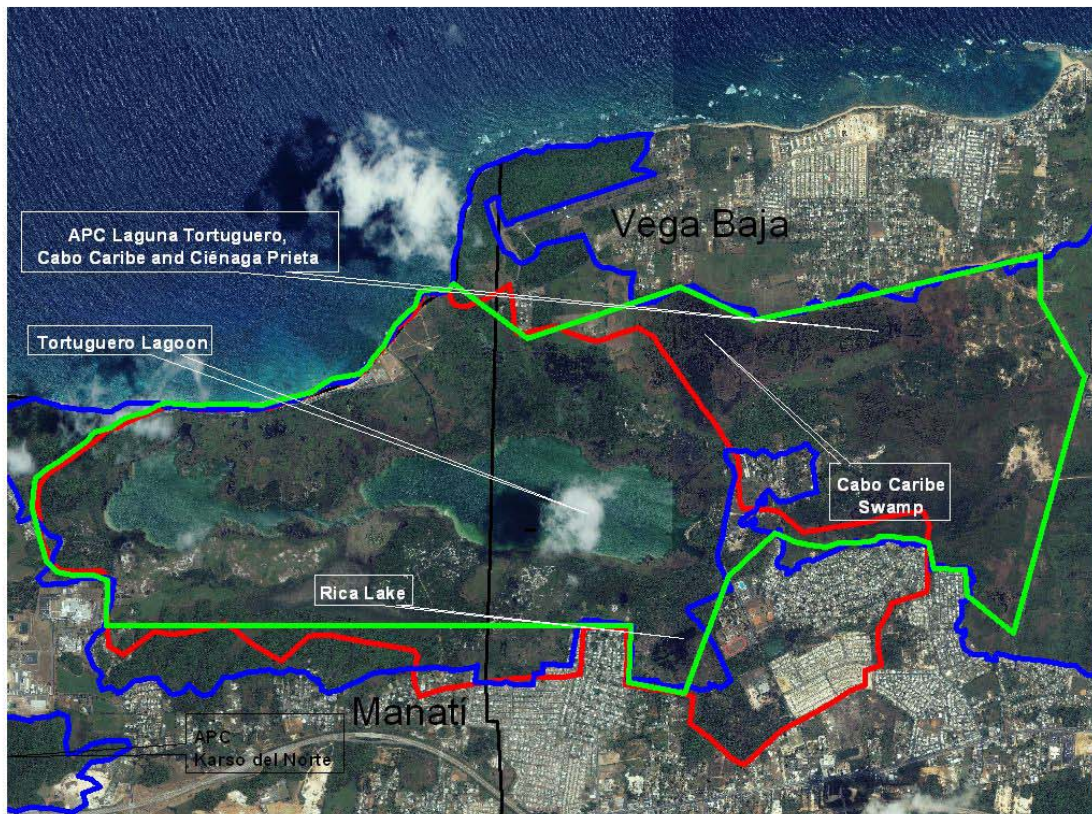 Vega Baja
APC Laguna Tortuguero,
Cabo Caribe and Ciénaga Prieta
Tortuguero Lagoon
Cabo Caribe
Swamp
Rica Lake
Manatí
APC
Karso del Norte